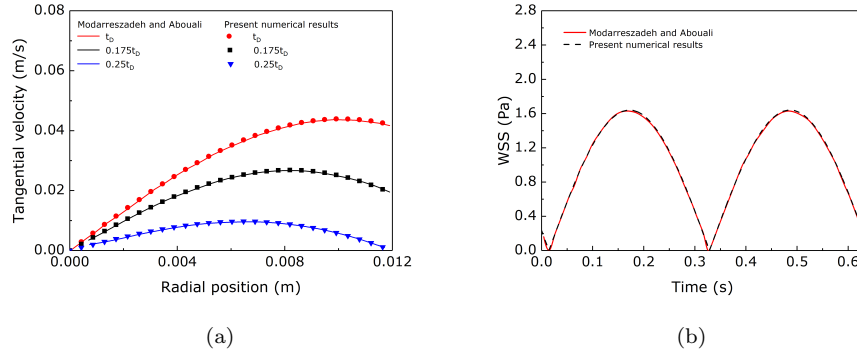 0.08
0.06
0.04
0.02
0.00
Tangential velocity (m/s)
Modarreszadeh and Abouali Present numerical results
t_D t_D
0.175t_D 0.175t_D
0.25t_D 0.25t_D
0.000 0.004 0.008 0.012
Radial position (m)
(a)
2.8
2.4
2.0
1.6
1.2
0.8
0.4
0.0
WSS (Pa)
Modarreszadeh and Abouali
Present numerical results
0.0 0.1 0.2 0.3 0.4 0.5 0.6
Time (s)
(b)